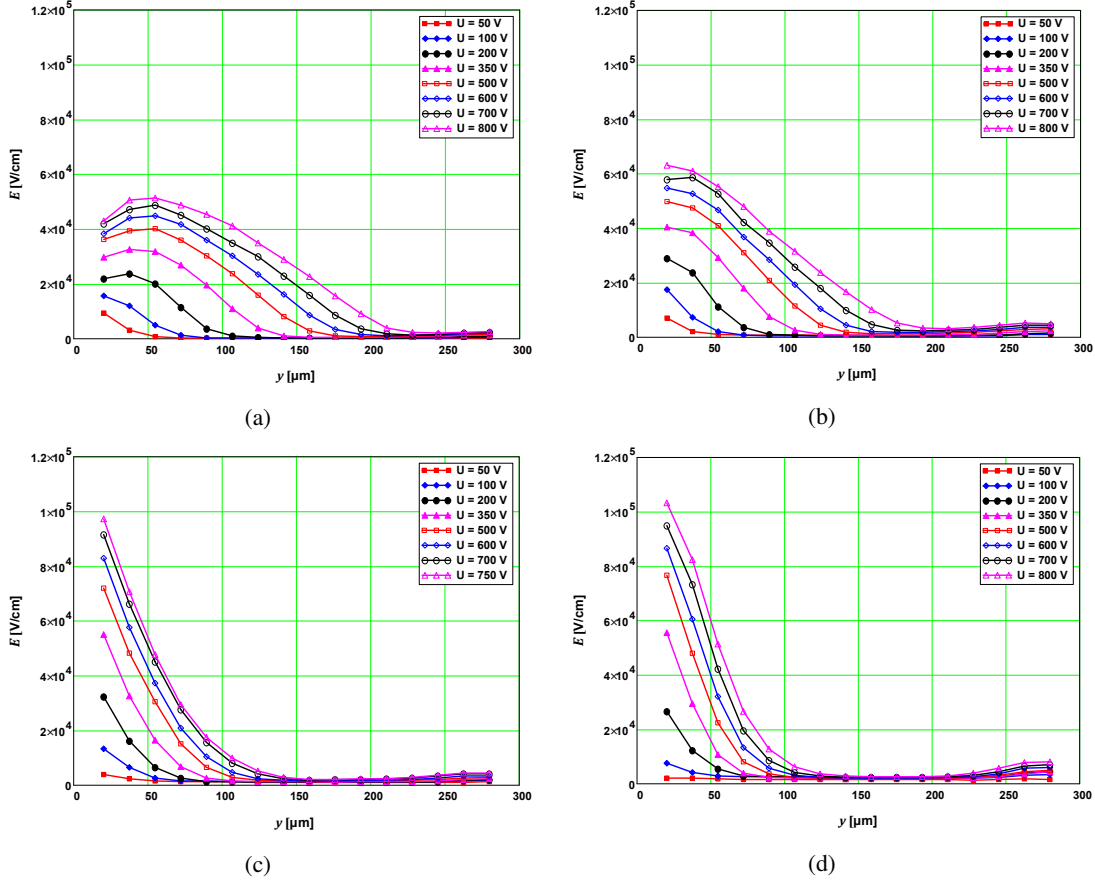 1.2×10⁵
1×10⁵
8×10⁴
6×10⁴
4×10⁴
2×10⁴
0
E [V/cm]
U = 50 V
U = 100 V
U = 200 V
U = 350 V
U = 500 V
U = 600 V
U = 700 V
U = 800 V
0 50 100 150 200 250 300
y [µm]
(a)
1.2×10⁵
1×10⁵
8×10⁴
6×10⁴
4×10⁴
2×10⁴
0
E [V/cm]
U = 50 V
U = 100 V
U = 200 V
U = 350 V
U = 500 V
U = 600 V
U = 700 V
U = 800 V
0 50 100 150 200 250 300
y [µm]
(b)
1.2×10⁵
1×10⁵
8×10⁴
6×10⁴
4×10⁴
2×10⁴
0
E [V/cm]
U = 50 V
U = 100 V
U = 200 V
U = 350 V
U = 500 V
U = 600 V
U = 700 V
U = 750 V
0 50 100 150 200 250 300
y [µm]
(c)
1.2×10⁵
1×10⁵
8×10⁴
6×10⁴
4×10⁴
2×10⁴
0
E [V/cm]
U = 50 V
U = 100 V
U = 200 V
U = 350 V
U = 500 V
U = 600 V
U = 700 V
U = 800 V
0 50 100 150 200 250 300
y [µm]
(d)